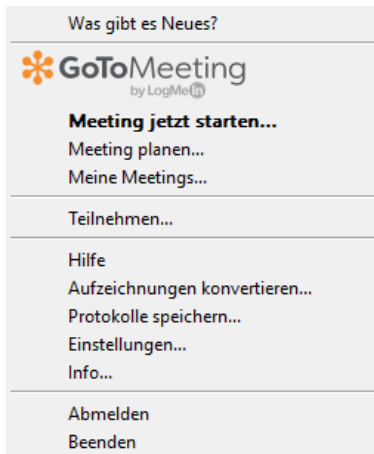 Was gibt es Neues?
GoToMeeting
by LogMeIn
Meeting jetzt starten...
Meeting planen...
Meine Meetings...
Teilnehmen...
Hilfe
Aufzeichnungen konvertieren...
Protokolle speichern...
Einstellungen...
Info...
Abmelden
Beenden